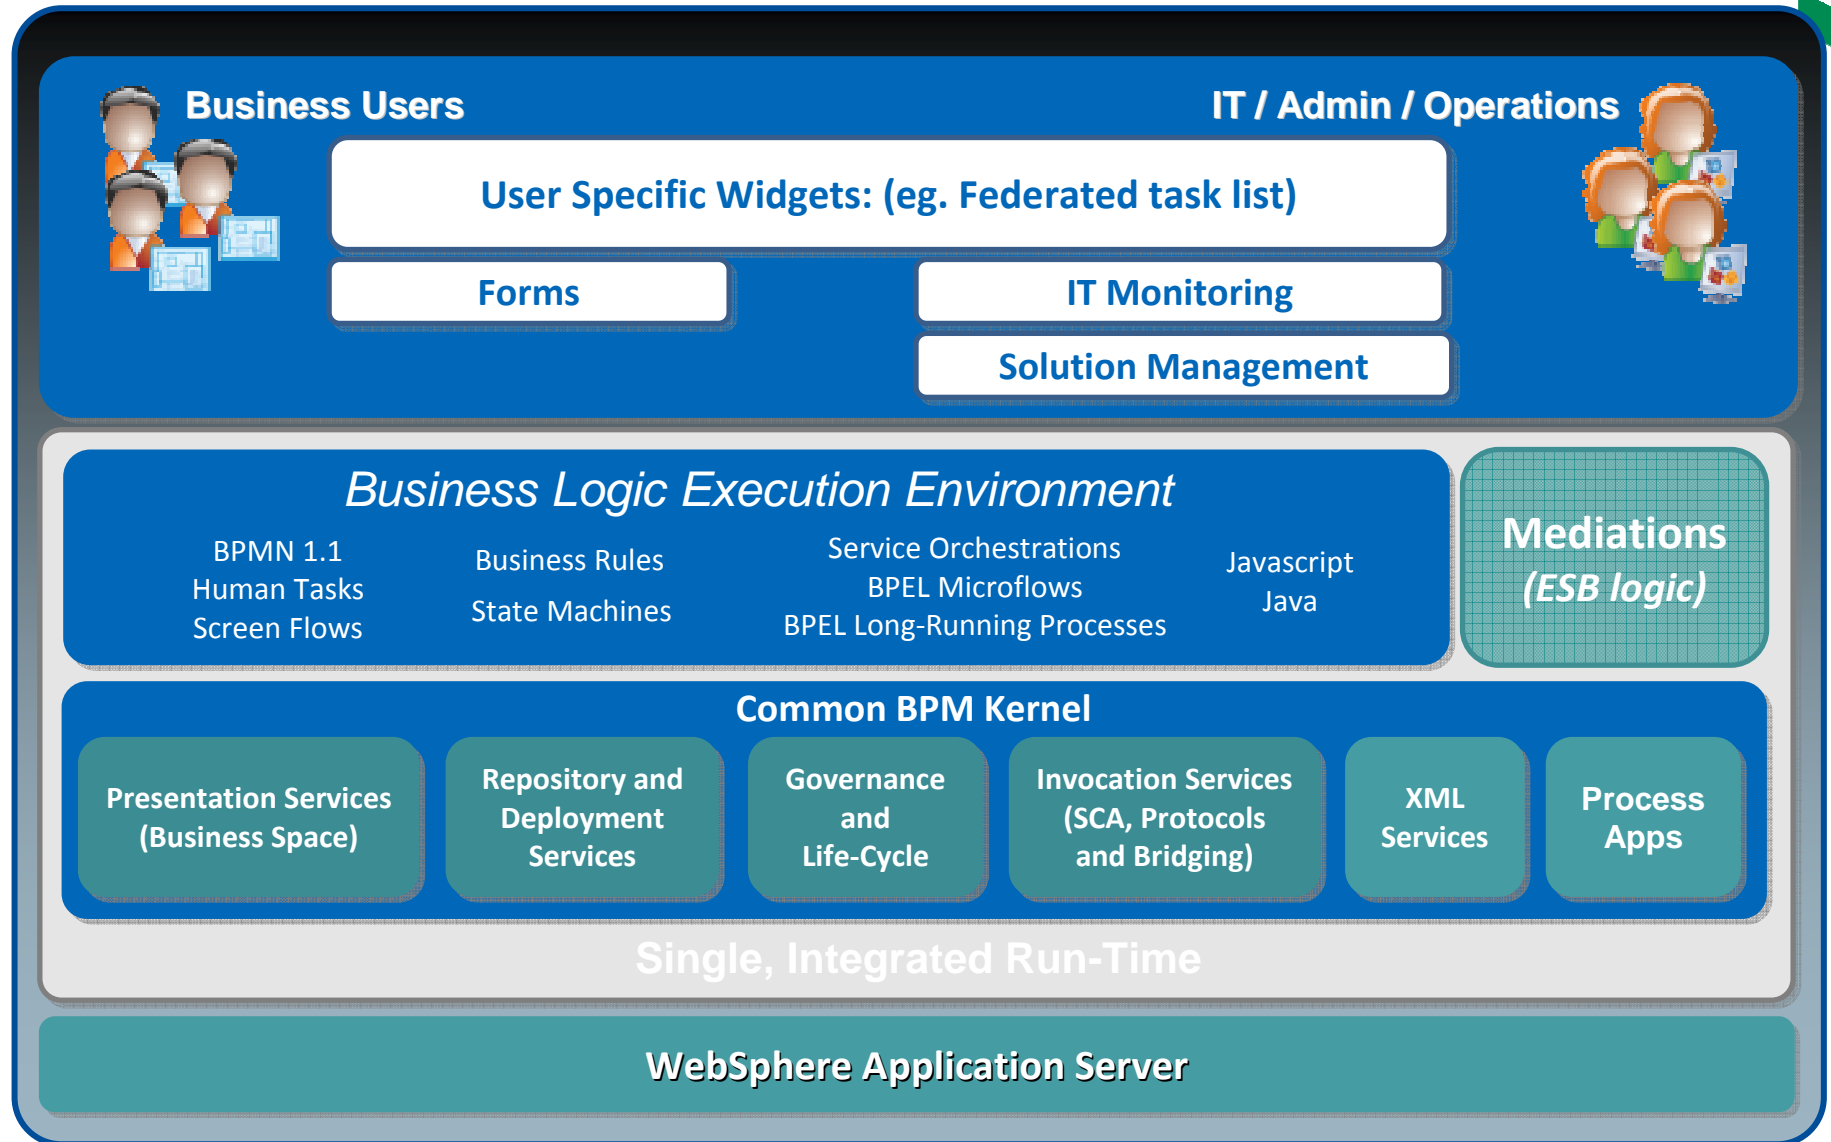 Business Users
IT / Admin / Operations
User Specific Widgets: (eg. Federated task list)
Forms
IT Monitoring
Solution Management
Business Logic Execution Environment
BPMN 1.1
Human Tasks
Screen Flows
Business Rules
State Machines
Service Orchestrations
BPEL Microflows
BPEL Long-Running Processes
Javascript
Java
Mediations
(ESB logic)
Common BPM Kernel
Presentation Services
(Business Space)
Repository and
Deployment
Services
Governance
and
Life-Cycle
Invocation Services
(SCA, Protocols
and Bridging)
XML
Services
Process
Apps
Single, Integrated Run-Time
WebSphere Application Server